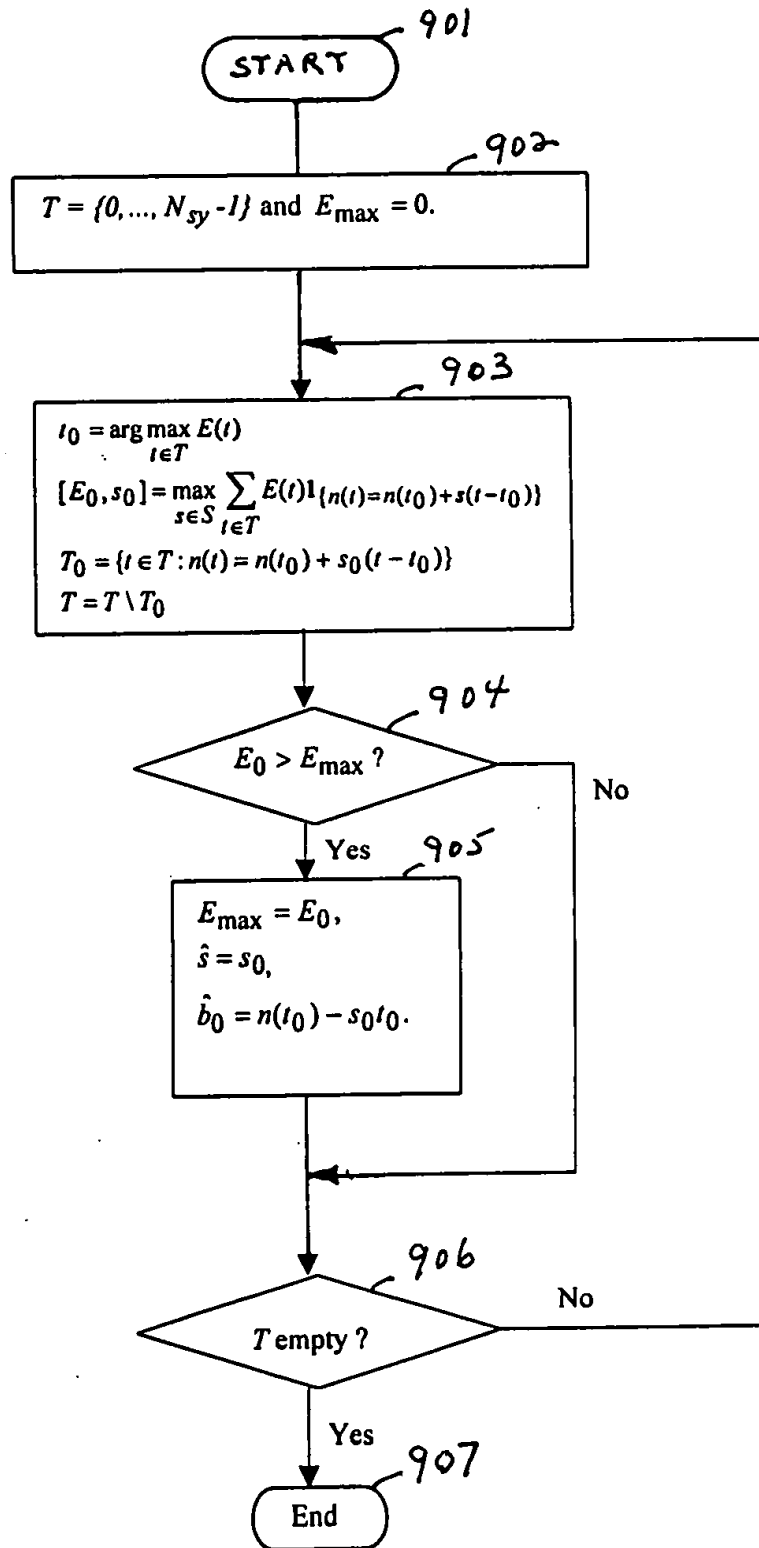 901
START
902
T = {0, ..., N_sy -1} and E_max = 0.
903
t_0 = arg max E(t)
t∈T
[E_0, s_0] = max ∑ E(t)1_{n(t)=n(t_0)+s(t-t_0)}
s∈S t∈T
T_0 = {t ∈ T : n(t) = n(t_0) + s_0(t - t_0)}
T = T \ T_0
904
E_0 > E_max ?
No
Yes
905
E_max = E_0,
ŝ = s_0,
b̂_0 = n(t_0) − s_0t_0.
906
T empty ?
No
Yes
907
End